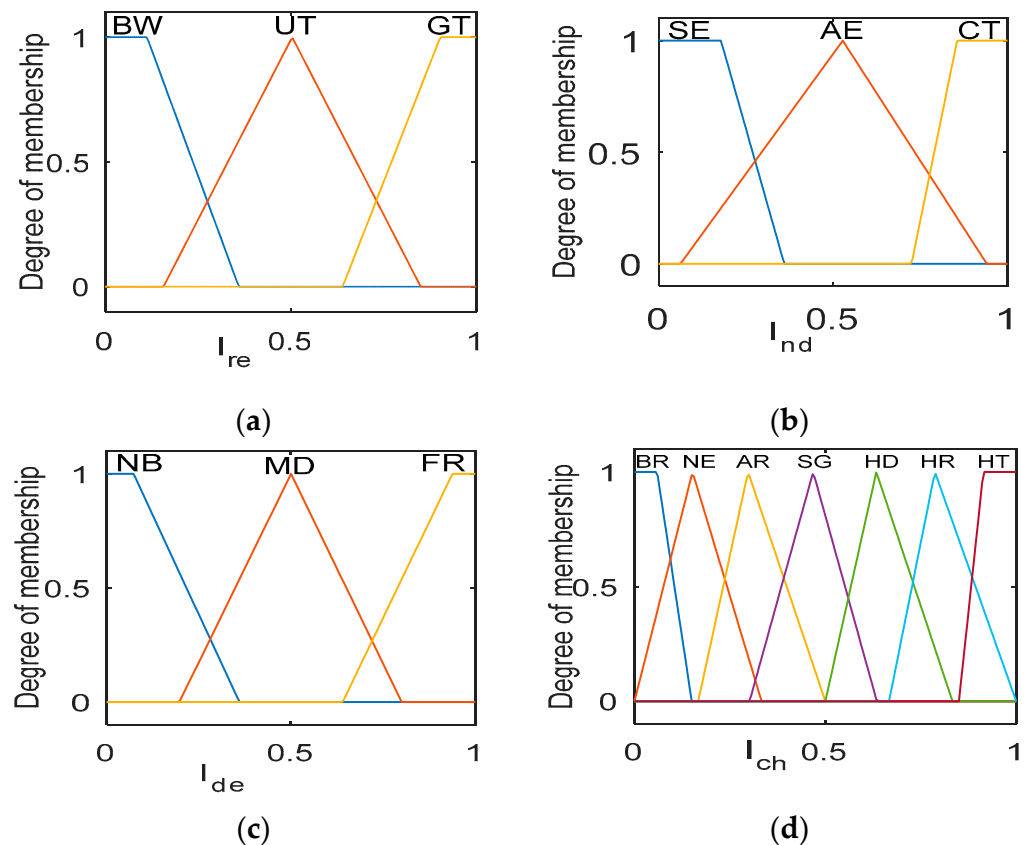 BW UT GT
Degree of membership
1
0.5
0
0 0.5 1
I re
(a)
SE AE CT
Degree of membership
1
0.5
0
0 0.5 1
I nd
(b)
NB MD FR
Degree of membership
1
0.5
0
0 0.5 1
I de
(c)
BR NE AR SG HD HR HT
Degree of membership
1
0.5
0
0 0.5 1
I ch
(d)